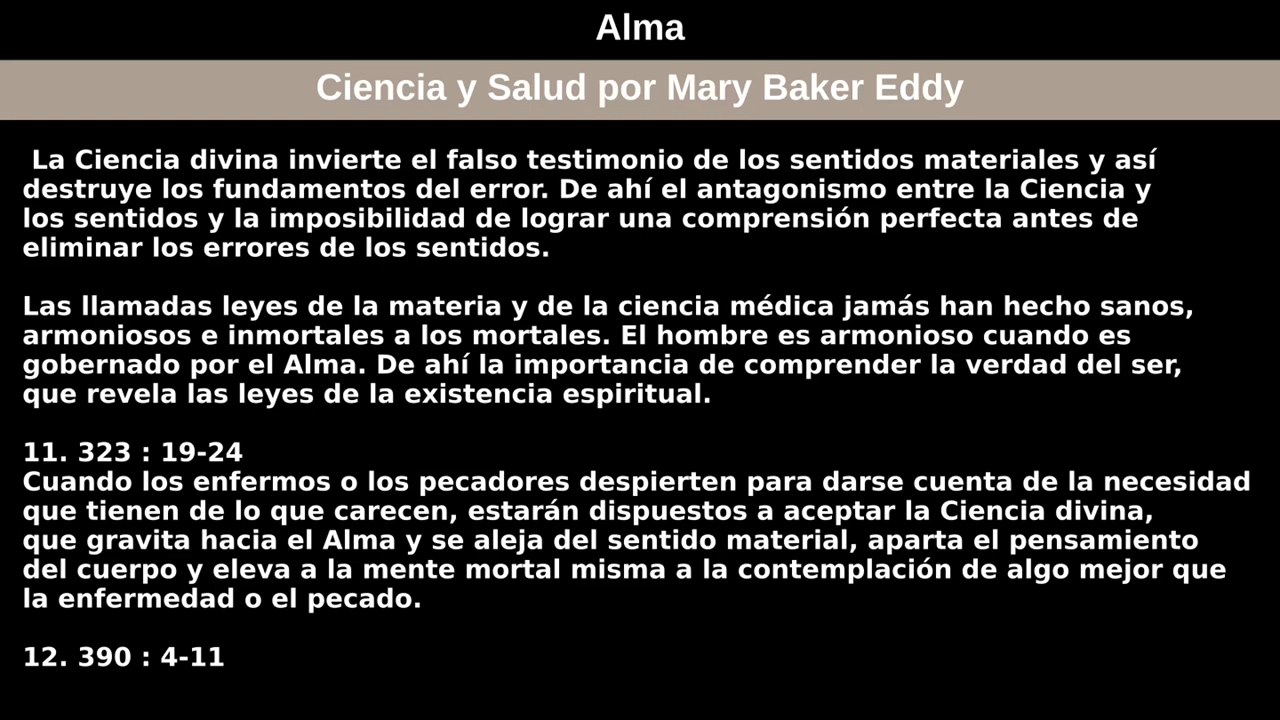 Alma
Ciencia y Salud por Mary Baker Eddy
La Ciencia divina invierte el falso testimonio de los sentidos materiales y así
destruye los fundamentos del error. De ahí el antagonismo entre la Ciencia y
los sentidos y la imposibilidad de lograr una comprensión perfecta antes de
eliminar los errores de los sentidos.
Las llamadas leyes de la materia y de la ciencia médica jamás han hecho sanos,
armoniosos e inmortales a los mortales. El hombre es armonioso cuando es
gobernado por el Alma. De ahí la importancia de comprender la verdad del ser,
que revela las leyes de la existencia espiritual.
11. 323 : 19-24
Cuando los enfermos o los pecadores despierten para darse cuenta de la necesidad
que tienen de lo que carecen, estarán dispuestos a aceptar la Ciencia divina,
que gravita hacia el Alma y se aleja del sentido material, aparta el pensamiento
del cuerpo y eleva a la mente mortal misma a la contemplación de algo mejor que
la enfermedad o el pecado.
12. 390 : 4-11